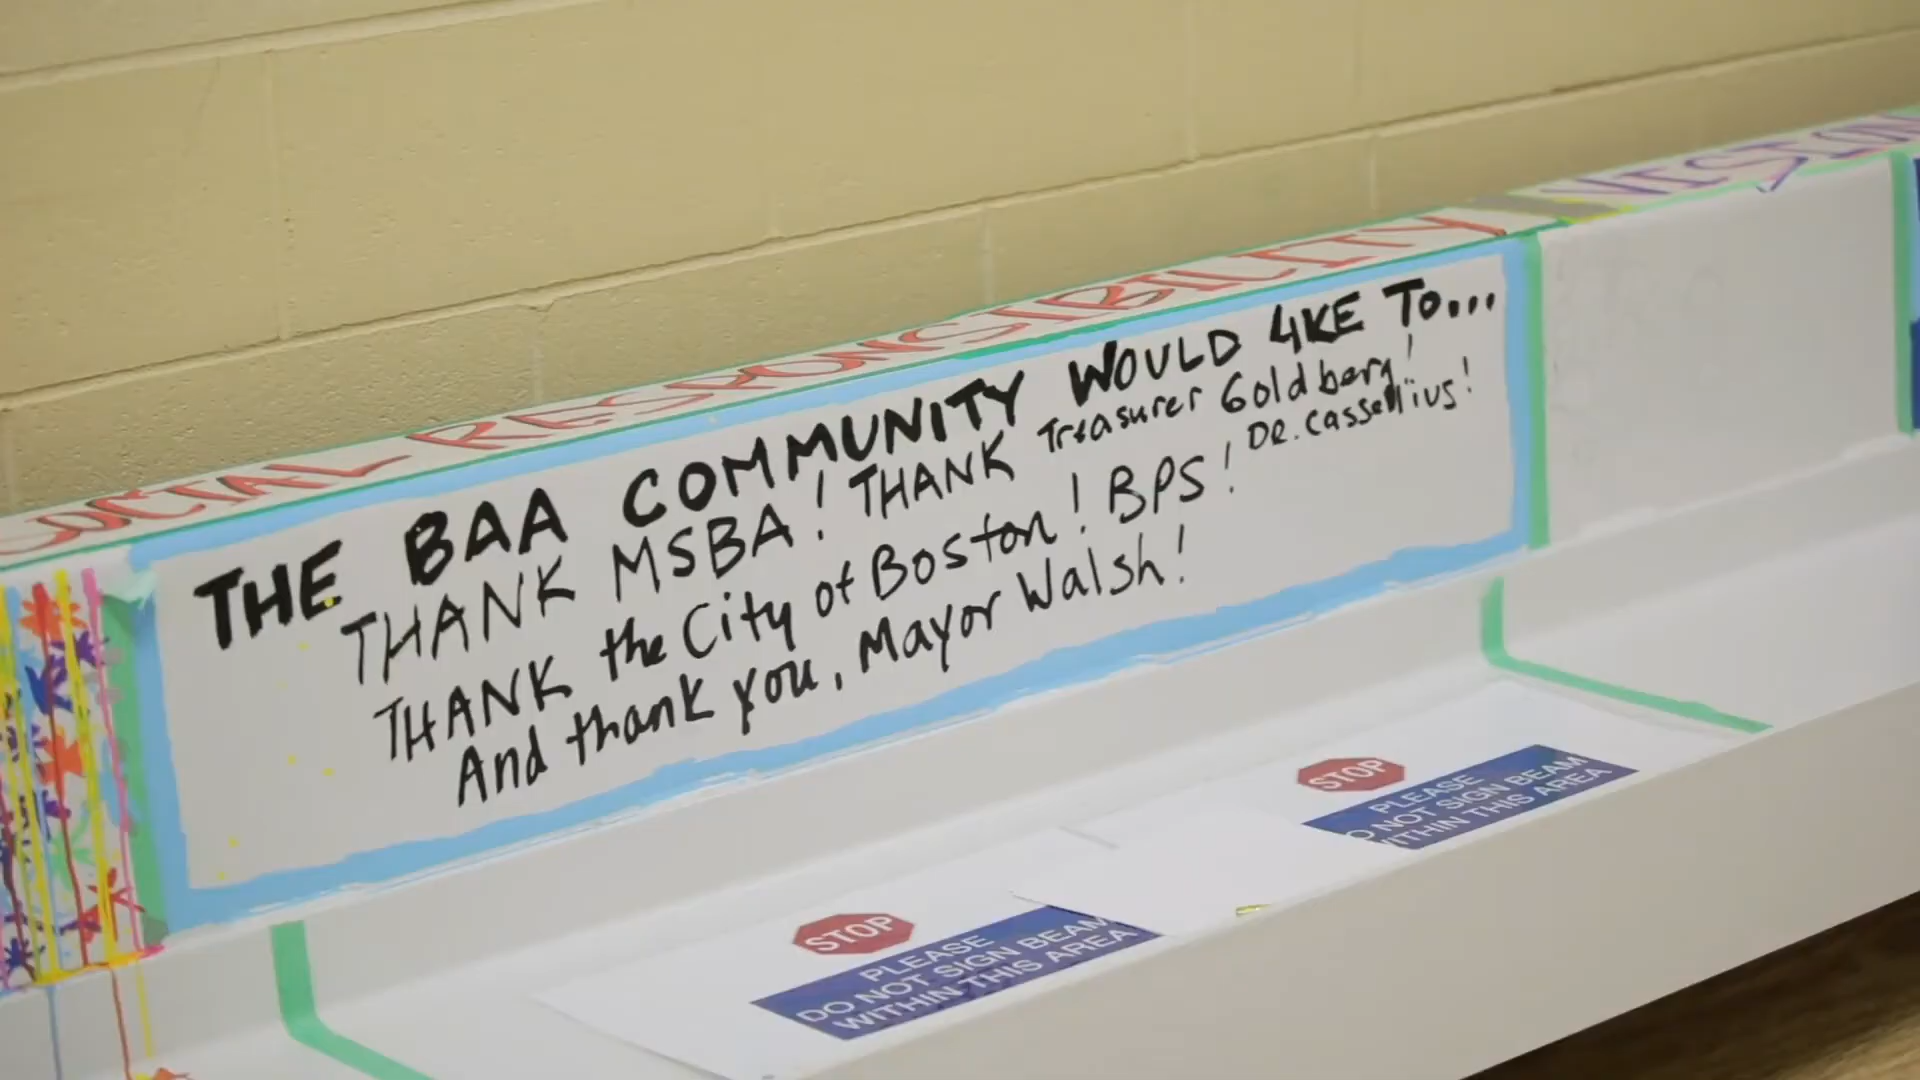 SOCIAL RESPONSIBILITY
VISION
THE BAA COMMUNITY WOULD LIKE TO...
THANK MSBA! THANK Treasurer Goldberg!
THANK the City of Boston! BPS! DR. Cassellius!
And thank you, Mayor Walsh!
STOP
PLEASE
DO NOT SIGN BEAM
WITHIN THIS AREA
STOP
PLEASE
O NOT SIGN BEAM
WITHIN THIS AREA